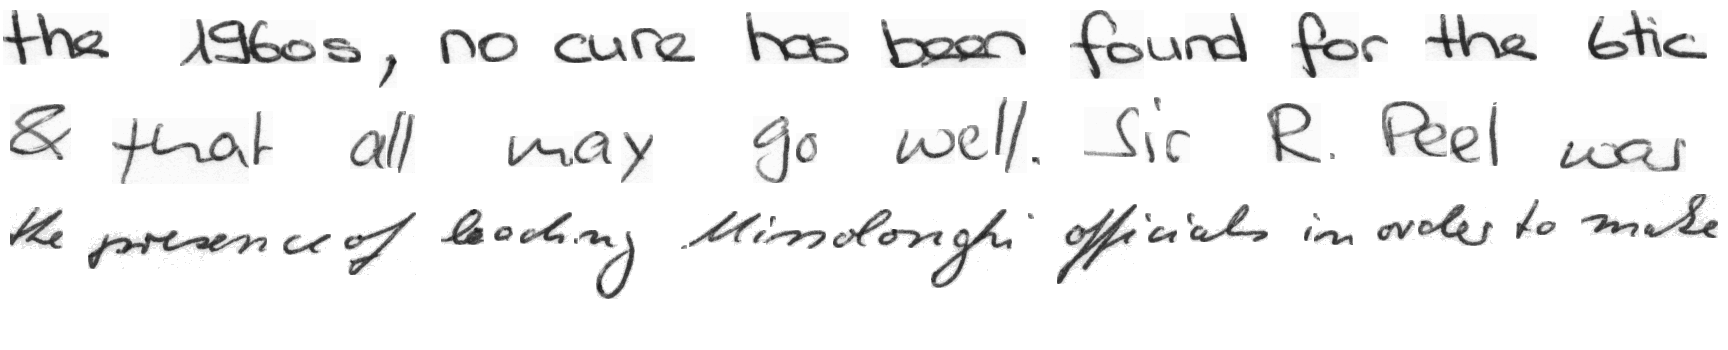 the 1960s, no cure has been found for the 6tic
& that all may go well. Sir R. Peel was
the presence of leading Missolonghi officials in order to make